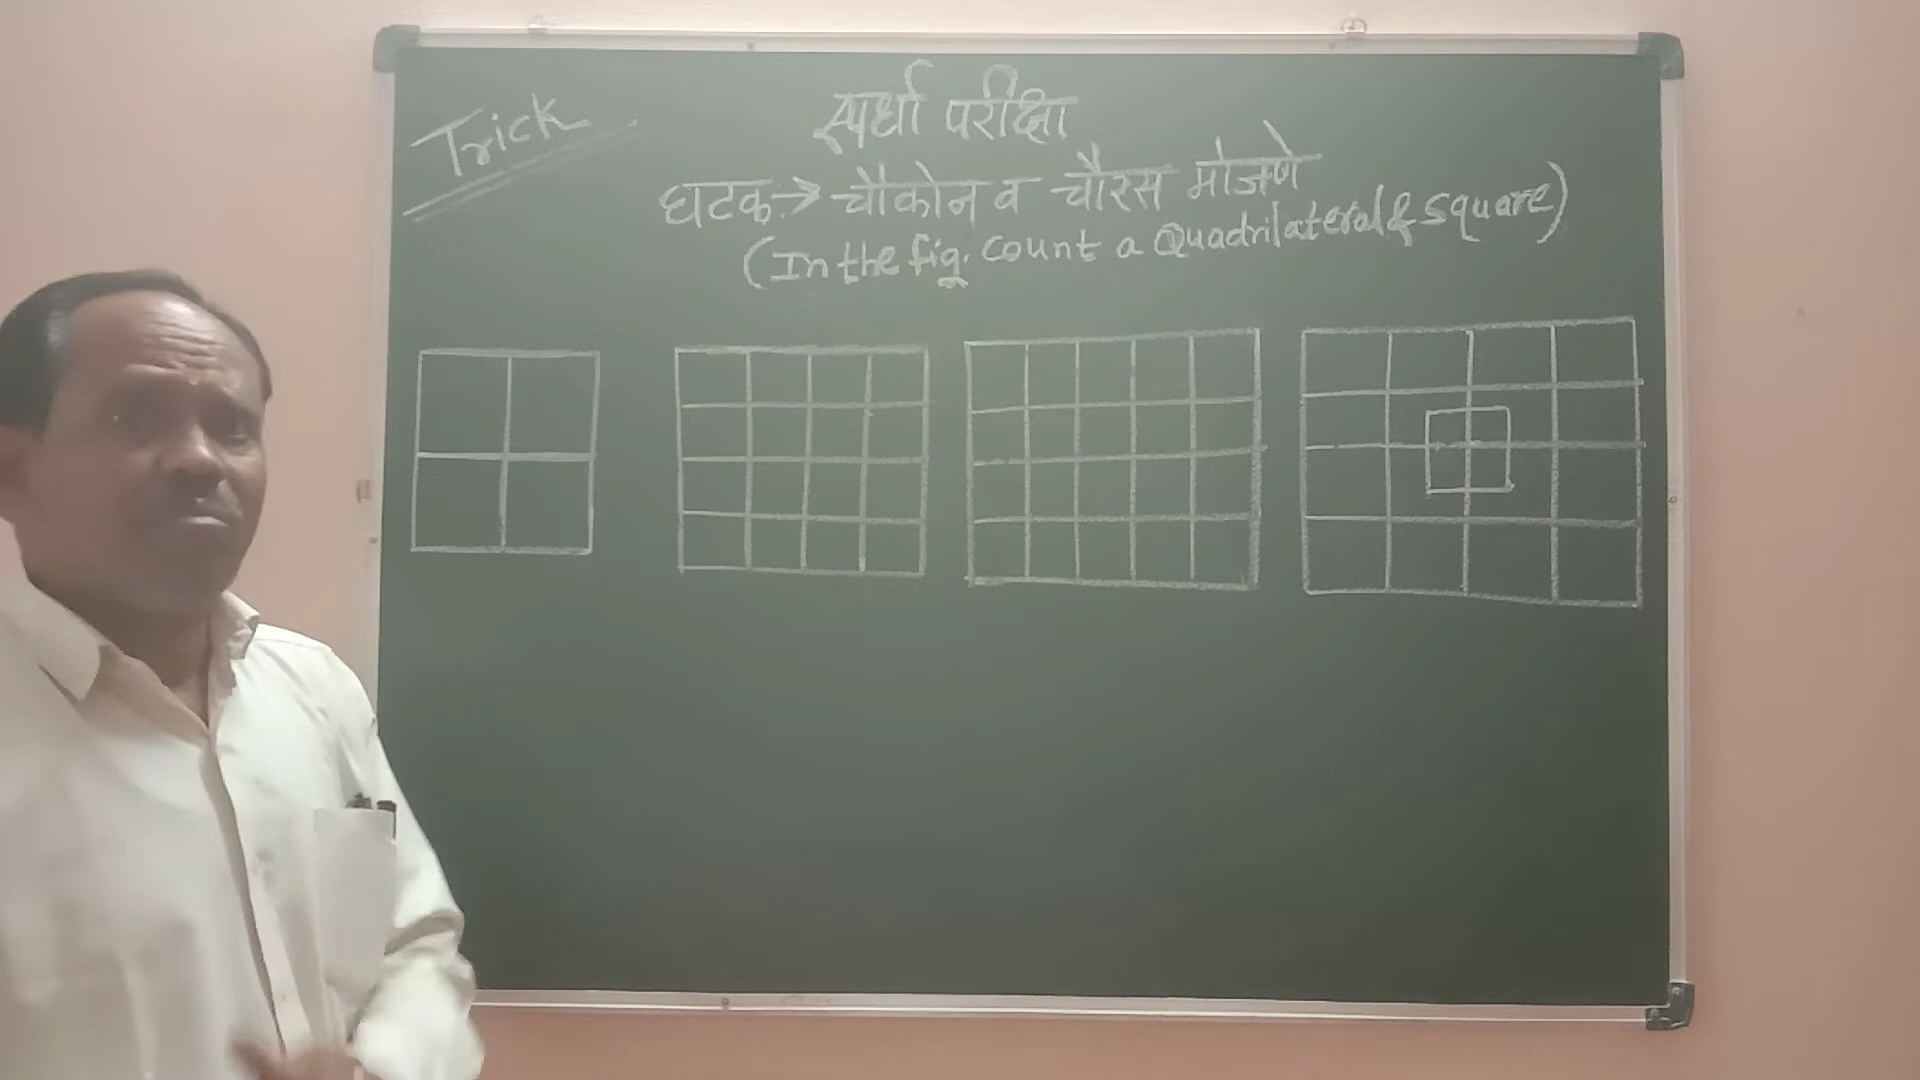 Trick
स्पर्धा परीक्षा
घटक:→ चौकोन व चौरस मोजणे
(In the fig. count a Quadrilateral & square)